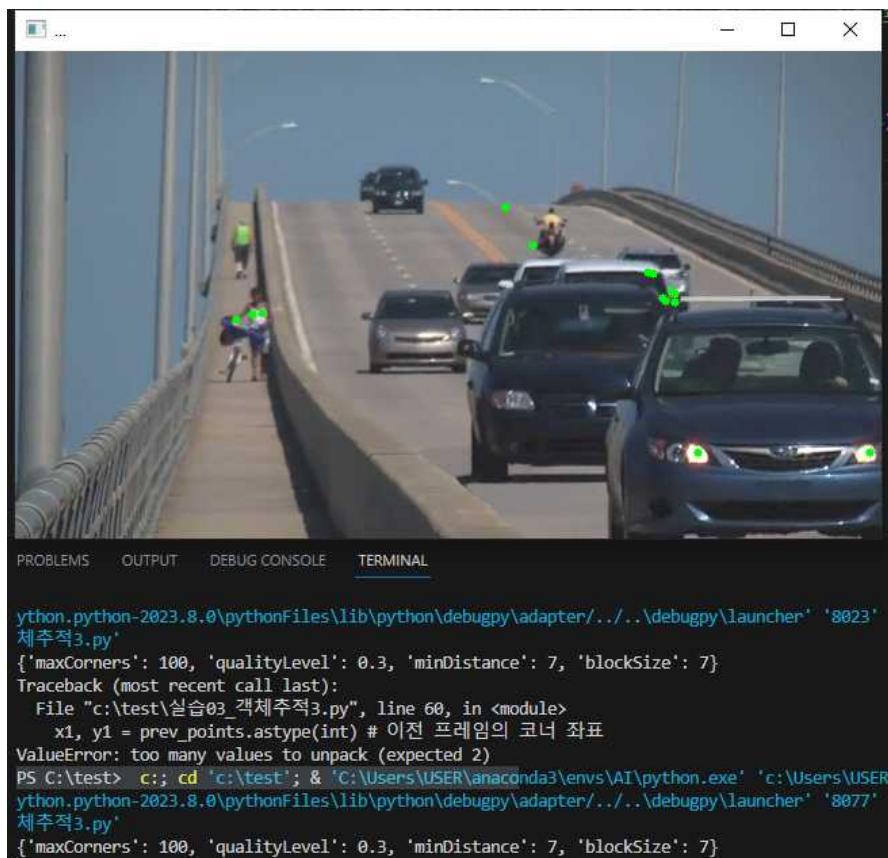 ...
PROBLEMS OUTPUT DEBUG CONSOLE TERMINAL
ython.python-2023.8.0\pythonFiles\lib\python\debugpy\adapter/../..\debugpy\launcher' '8023'
체추적3.py'
{'maxCorners': 100, 'qualityLevel': 0.3, 'minDistance': 7, 'blockSize': 7}
Traceback (most recent call last):
File "c:\test\실습03_객체추적3.py", line 60, in <module>
x1, y1 = prev_points.astype(int) # 이전 프레임의 코너 좌표
ValueError: too many values to unpack (expected 2)
PS C:\test> c:; cd 'c:\test'; & 'C:\Users\USER\anaconda3\envs\AI\python.exe' 'c:\Users\USER
ython.python-2023.8.0\pythonFiles\lib\python\debugpy\adapter/../..\debugpy\launcher' '8077'
체추적3.py'
{'maxCorners': 100, 'qualityLevel': 0.3, 'minDistance': 7, 'blockSize': 7}